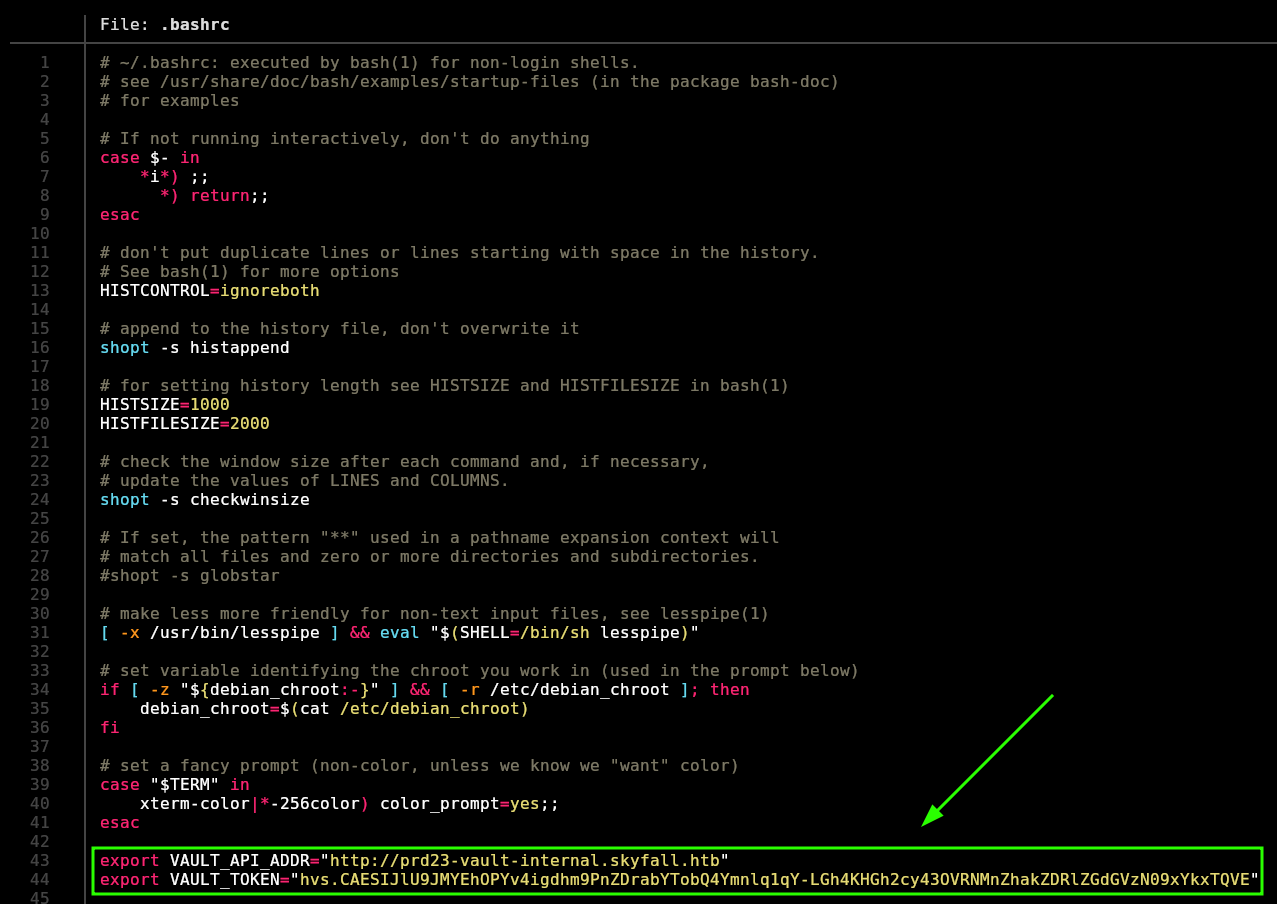 File: .bashrc
1 # ~/.bashrc: executed by bash(1) for non-login shells.
2 # see /usr/share/doc/bash/examples/startup-files (in the package bash-doc)
3 # for examples
4
5 # If not running interactively, don't do anything
6 case $- in
7     *i*) ;;
8       *) return;;
9 esac
10
11 # don't put duplicate lines or lines starting with space in the history.
12 # See bash(1) for more options
13 HISTCONTROL=ignoreboth
14
15 # append to the history file, don't overwrite it
16 shopt -s histappend
17
18 # for setting history length see HISTSIZE and HISTFILESIZE in bash(1)
19 HISTSIZE=1000
20 HISTFILESIZE=2000
21
22 # check the window size after each command and, if necessary,
23 # update the values of LINES and COLUMNS.
24 shopt -s checkwinsize
25
26 # If set, the pattern "**" used in a pathname expansion context will
27 # match all files and zero or more directories and subdirectories.
28 #shopt -s globstar
29
30 # make less more friendly for non-text input files, see lesspipe(1)
31 [ -x /usr/bin/lesspipe ] && eval "$(SHELL=/bin/sh lesspipe)"
32
33 # set variable identifying the chroot you work in (used in the prompt below)
34 if [ -z "${debian_chroot:-}" ] && [ -r /etc/debian_chroot ]; then
35     debian_chroot=$(cat /etc/debian_chroot)
36 fi
37
38 # set a fancy prompt (non-color, unless we know we "want" color)
39 case "$TERM" in
40     xterm-color|*-256color) color_prompt=yes;;
41 esac
42
43 export VAULT_API_ADDR="http://prd23-vault-internal.skyfall.htb"
44 export VAULT_TOKEN="hvs.CAESIJlU9JMYEhOPYv4igdhm9PnZDrabYTobQ4Ymnlq1qY-LGh4KHGh2cy43OVRNMnZhakZDRlZGdGVzN09xYkxTQVE"
45